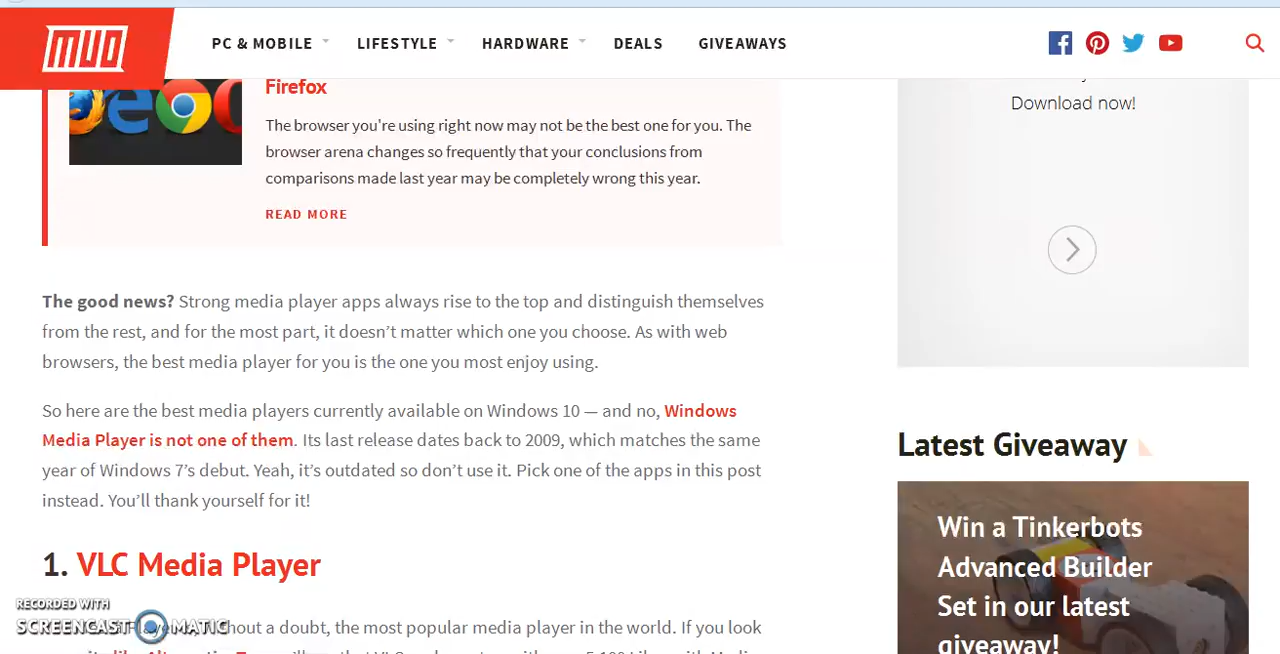 MUO
PC & MOBILE
LIFESTYLE
HARDWARE
DEALS
GIVEAWAYS
Firefox
The browser you're using right now may not be the best one for you. The
browser arena changes so frequently that your conclusions from
comparisons made last year may be completely wrong this year.
READ MORE
The good news? Strong media player apps always rise to the top and distinguish themselves
from the rest, and for the most part, it doesn’t matter which one you choose. As with web
browsers, the best media player for you is the one you most enjoy using.
So here are the best media players currently available on Windows 10 — and no, Windows
Media Player is not one of them. Its last release dates back to 2009, which matches the same
year of Windows 7’s debut. Yeah, it’s outdated so don’t use it. Pick one of the apps in this post
instead. You’ll thank yourself for it!
1. VLC Media Player
a doubt, the most popular media player in the world. If you look
RECORDED WITH
SCREENCAST MATIC
Download now!
Latest Giveaway
Win a Tinkerbots
Advanced Builder
Set in our latest
giveaway!